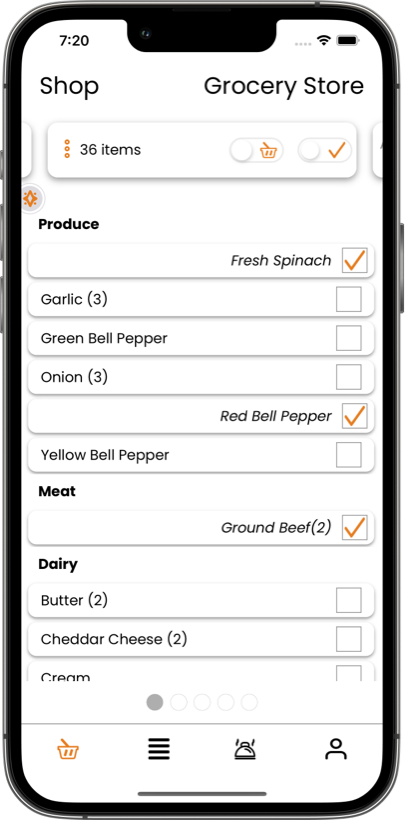 7:20
Shop Grocery Store
36 items
Produce
Fresh Spinach
Garlic (3)
Green Bell Pepper
Onion (3)
Red Bell Pepper
Yellow Bell Pepper
Meat
Ground Beef(2)
Dairy
Butter (2)
Cheddar Cheese (2)
Cream